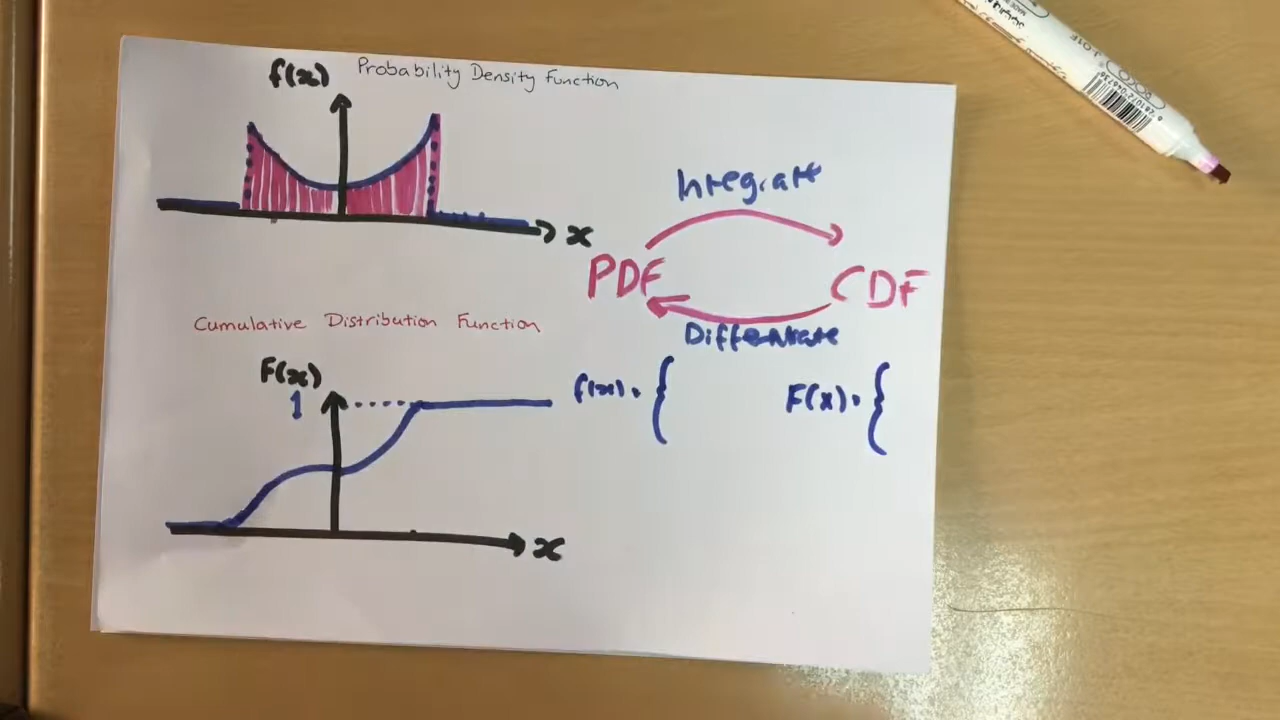 f(x)
Probability Density Function
x
Integrate
PDF
CDF
Differentiate
Cumulative Distribution Function
F(x)
1
f(x) = {
F(x) = {
x